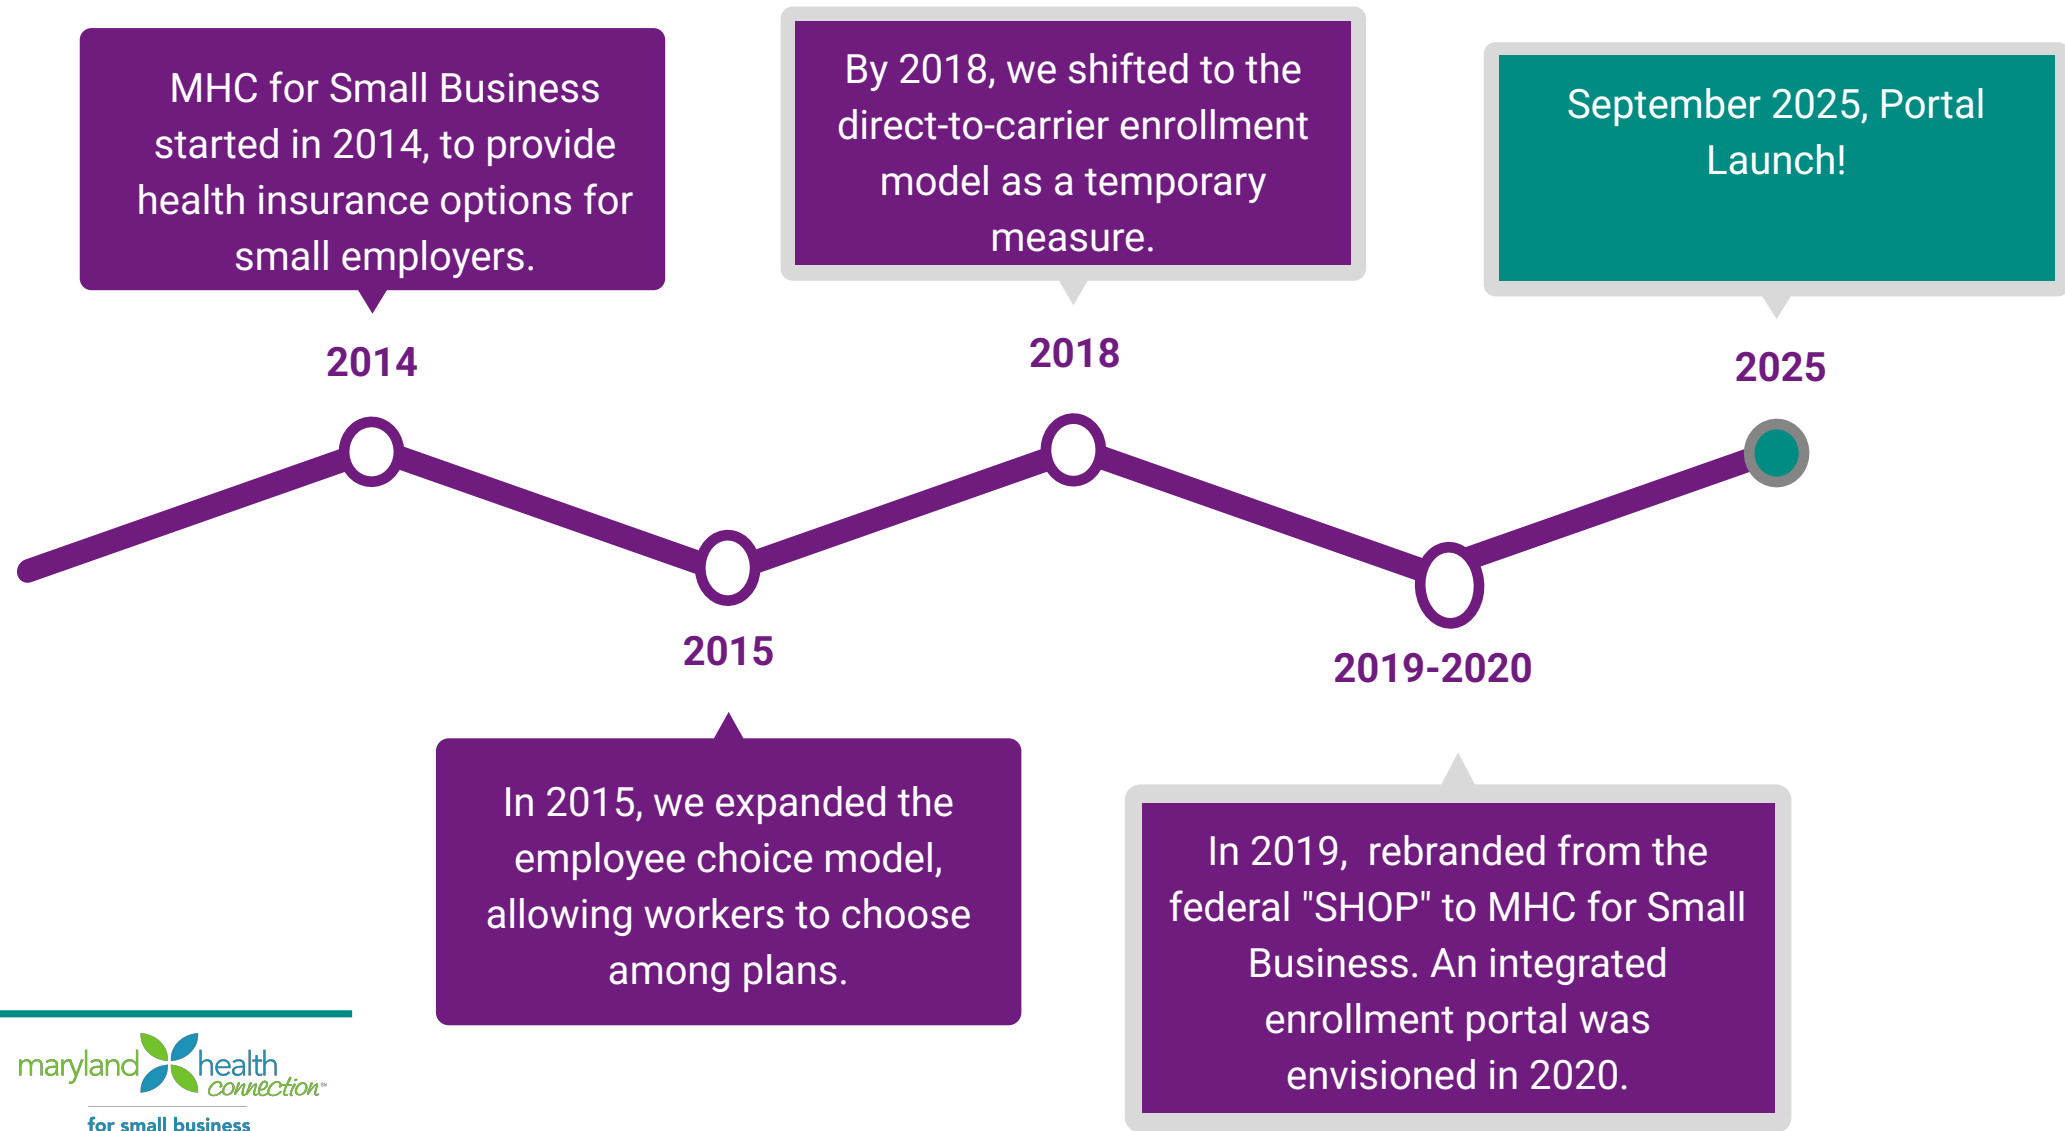 MHC for Small Business
started in 2014, to provide
health insurance options for
small employers.
2014
By 2018, we shifted to the
direct-to-carrier enrollment
model as a temporary
measure.
2018
September 2025, Portal
Launch!
2025
2015
In 2015, we expanded the
employee choice model,
allowing workers to choose
among plans.
2019-2020
In 2019, rebranded from the
federal "SHOP" to MHC for Small
Business. An integrated
enrollment portal was
envisioned in 2020.
maryland health
connection℠
for small business